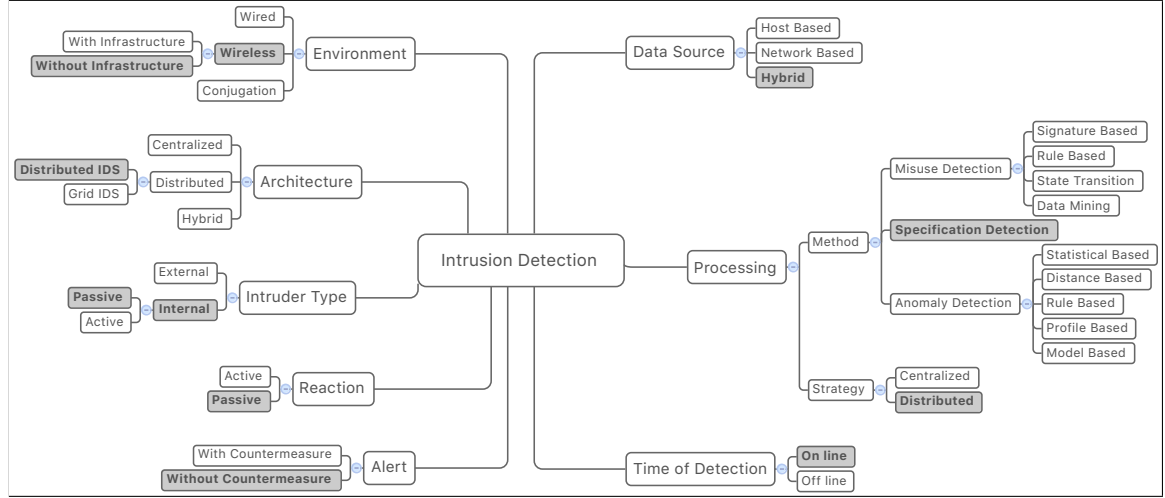 Wired
With Infrastructure
Wireless
Without Infrastructure
Environment
Conjugation
Centralized
Distributed IDS
Distributed
Architecture
Grid IDS
Hybrid
External
Passive
Internal
Intruder Type
Active
Active
Reaction
Passive
With Countermeasure
Alert
Without Countermeasure
Intrusion Detection
Data Source
Host Based
Network Based
Hybrid
Processing
Method
Misuse Detection
Signature Based
Rule Based
State Transition
Data Mining
Specification Detection
Anomaly Detection
Statistical Based
Distance Based
Rule Based
Profile Based
Model Based
Strategy
Centralized
Distributed
Time of Detection
On line
Off line